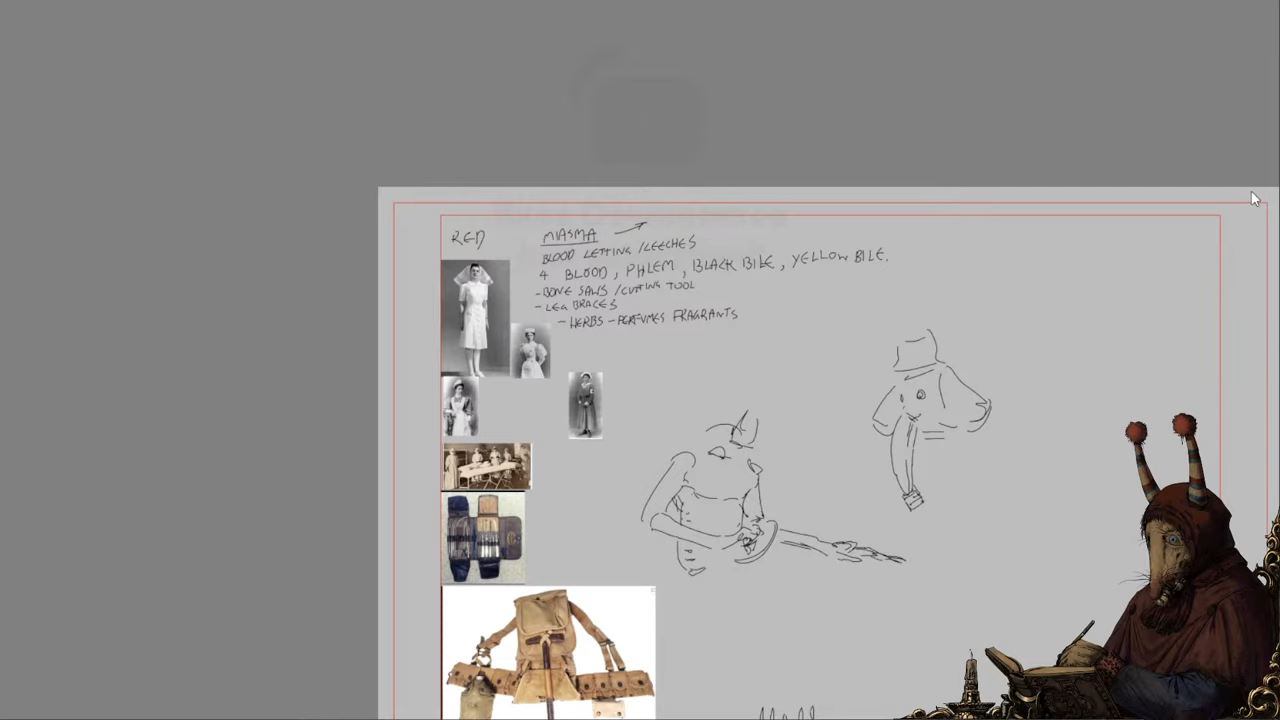 RED
MIASMA
BLOOD LETTING / LEECHES
4 BLOOD, PHLEM, BLACK BILE, YELLOW BILE.
- BONE SAWS / CUTTING TOOL
- LEG BRACES
- HERBS - PERFUMES FRAGRANTS